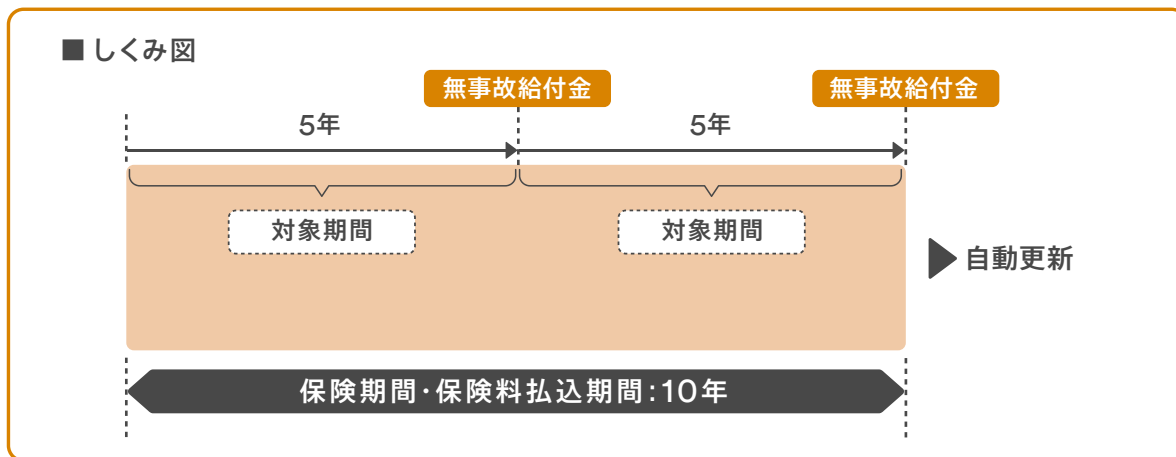 ■ しくみ図
無事故給付金
無事故給付金
5年
5年
対象期間
対象期間
自動更新
保険期間・保険料払込期間:10年